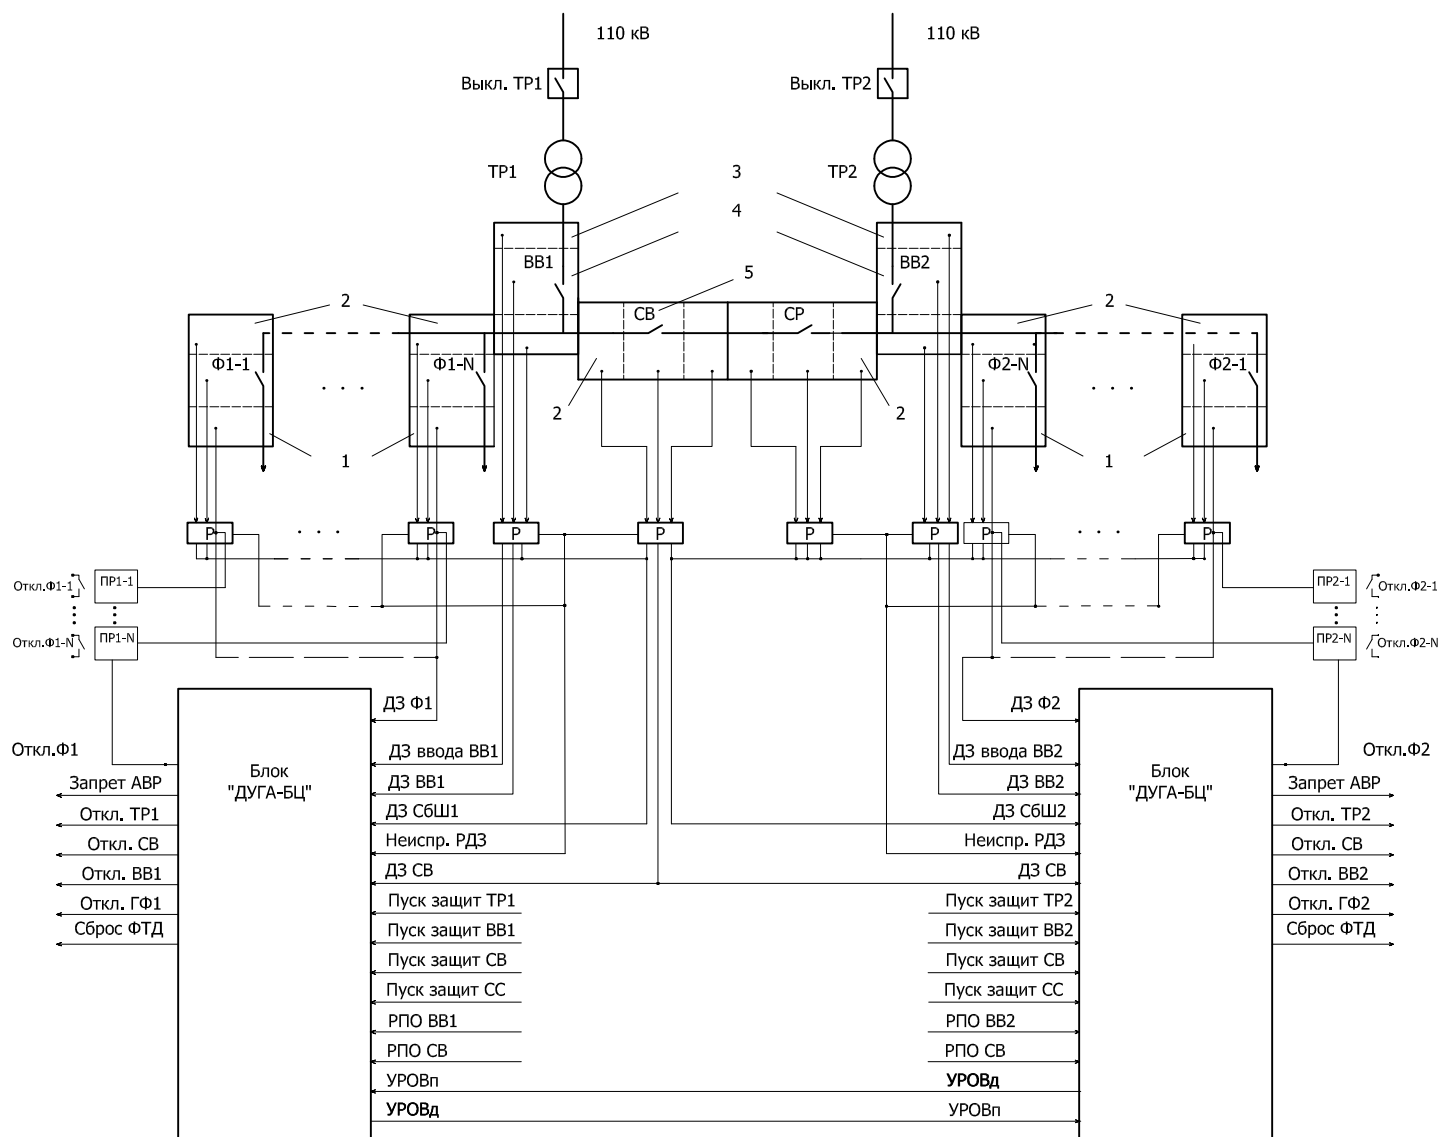 110 кВ
110 кВ
Выкл. ТР1
Выкл. ТР2
ТР1
3
ТР2
4
ВВ1
ВВ2
5
2
СВ
СР
2
Ф1-1
. . .
Ф1-N
2
2
Ф2-N
. . .
Ф2-1
1
1
Р
. . .
Р
Р
Р
Р
Р
Р
. . .
Р
Откл.Ф1-1
ПР1-1
ПР2-1
Откл.Ф2-1
Откл.Ф1-N
ПР1-N
ПР2-N
Откл.Ф2-N
ДЗ Ф1
ДЗ Ф2
Откл.Ф1
ДЗ ввода ВВ1
ДЗ ввода ВВ2
Откл.Ф2
Блок
"ДУГА-БЦ"
Блок
"ДУГА-БЦ"
Запрет АВР
ДЗ ВВ1
ДЗ ВВ2
Запрет АВР
Откл. ТР1
ДЗ СбШ1
ДЗ СбШ2
Откл. ТР2
Откл. СВ
Неиспр. РДЗ
Неиспр. РДЗ
Откл. СВ
Откл. ВВ1
ДЗ СВ
ДЗ СВ
Откл. ВВ2
Откл. ГФ1
Пуск защит ТР1
Пуск защит ТР2
Откл. ГФ2
Сброс ФТД
Пуск защит ВВ1
Пуск защит ВВ2
Сброс ФТД
Пуск защит СВ
Пуск защит СВ
Пуск защит СС
Пуск защит СС
РПО ВВ1
РПО ВВ2
РПО СВ
РПО СВ
УРОВп
УРОВд
УРОВд
УРОВп